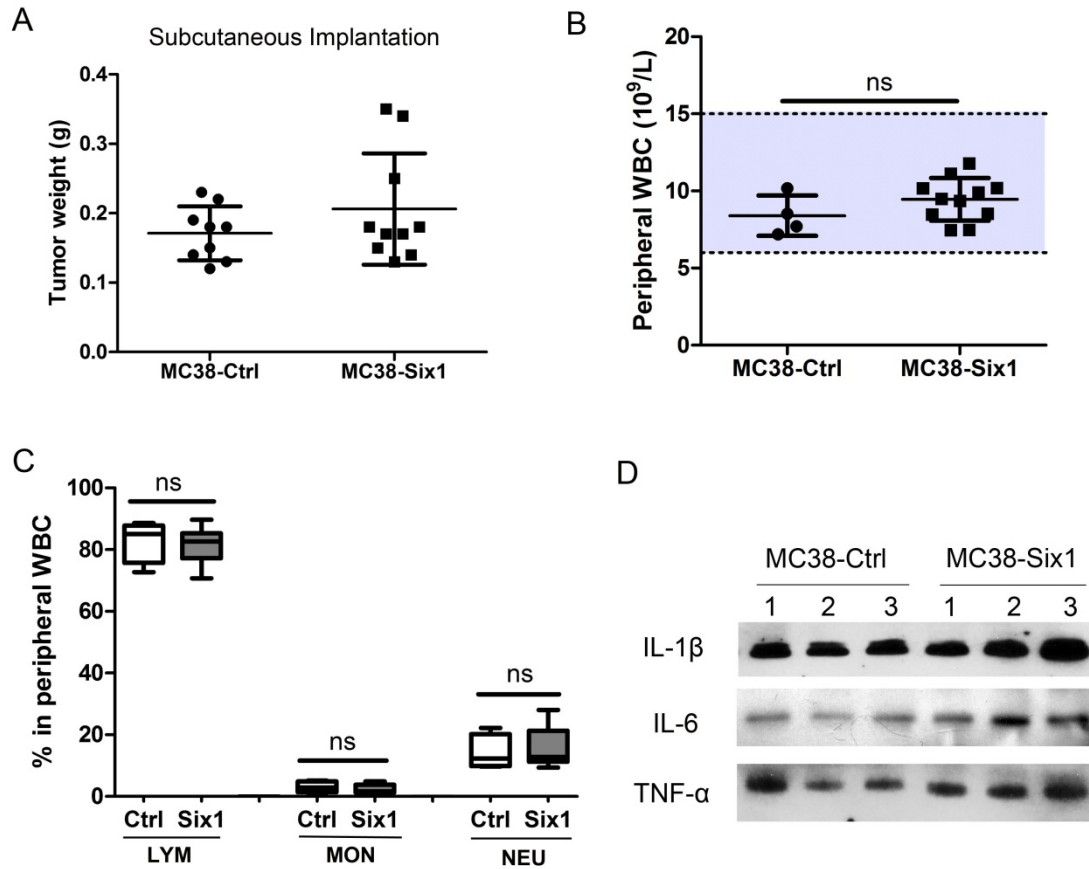 A
Subcutaneous Implantation
Tumor weight (g)
0.4
0.3
0.2
0.1
0.0
MC38-Ctrl MC38-Six1
B
Peripheral WBC (10⁹/L)
20
15
10
5
0
ns
MC38-Ctrl MC38-Six1
C
% in peripheral WBC
100
80
60
40
20
0
ns
ns
ns
Ctrl Six1 Ctrl Six1 Ctrl Six1
LYM MON NEU
D
MC38-Ctrl MC38-Six1
1 2 3 1 2 3
IL-1β
IL-6
TNF-α